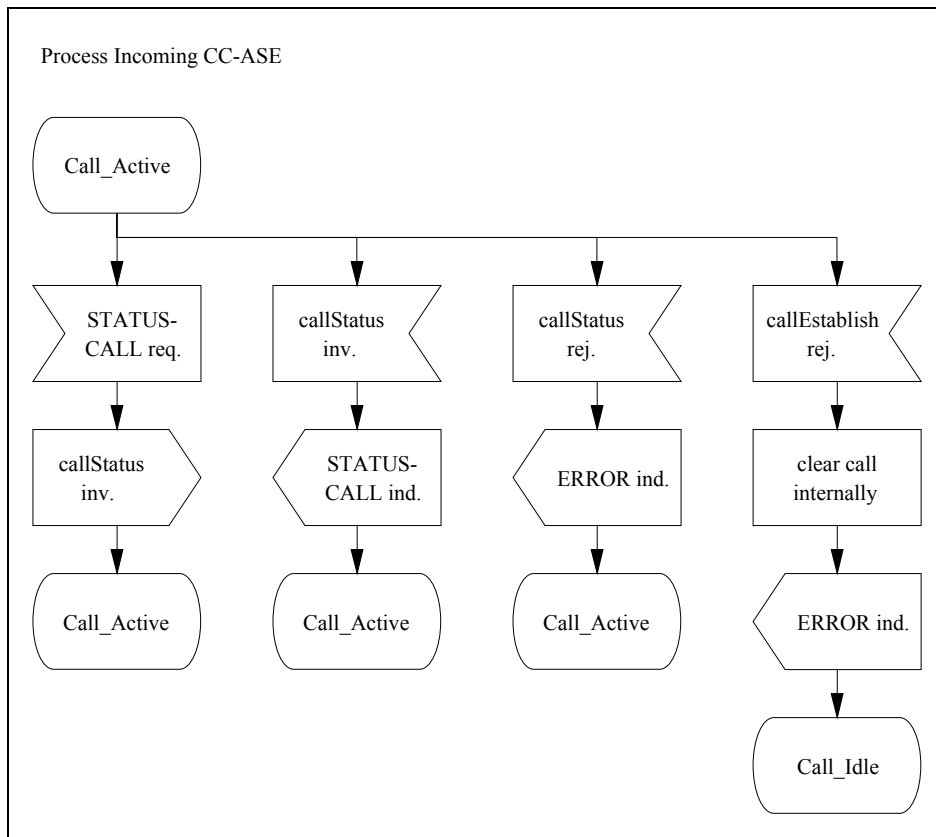 Process Incoming CC-ASE
Call_Active
STATUS-
CALL req.
callStatus
inv.
callStatus
rej.
callEstablish
rej.
callStatus
inv.
STATUS-
CALL ind.
ERROR ind.
clear call
internally
Call_Active
Call_Active
Call_Active
ERROR ind.
Call_Idle